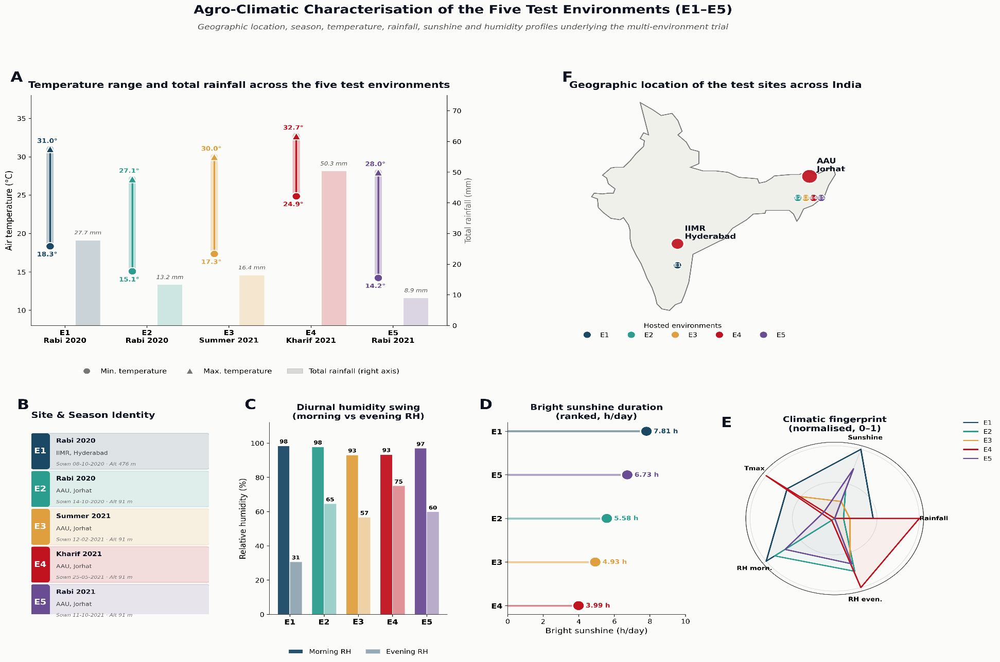 Agro-Climatic Characterisation of the Five Test Environments (E1–E5)
Geographic location, season, temperature, rainfall, sunshine and humidity profiles underlying the multi-environment trial
A
Temperature range and total rainfall across the five test environments
Air temperature (°C)
35
30
25
20
15
10
31.0°
18.3°
27.7 mm
27.1°
15.1°
13.2 mm
30.0°
17.3°
16.4 mm
32.7°
24.9°
50.3 mm
28.0°
14.2°
8.9 mm
70
60
50
40
30
20
10
0
Total rainfall (mm)
E1
Rabi 2020
E2
Rabi 2020
E3
Summer 2021
E4
Kharif 2021
E5
Rabi 2021
Min. temperature
Max. temperature
Total rainfall (right axis)
F
Geographic location of the test sites across India
AAU
Jorhat
E2 E3 E4 E5
IIMR
Hyderabad
E1
Hosted environments
E1 E2 E3 E4 E5
B
Site & Season Identity
E1
Rabi 2020
IIMR, Hyderabad
Sown 08-10-2020 · Alt 476 m
E2
Rabi 2020
AAU, Jorhat
Sown 14-10-2020 · Alt 91 m
E3
Summer 2021
AAU, Jorhat
Sown 12-02-2021 · Alt 91 m
E4
Kharif 2021
AAU, Jorhat
Sown 25-05-2021 · Alt 91 m
E5
Rabi 2021
AAU, Jorhat
Sown 11-10-2021 · Alt 91 m
C
Diurnal humidity swing
(morning vs evening RH)
Relative humidity (%)
100
80
60
40
20
0
98
31
98
65
93
57
93
75
97
60
E1 E2 E3 E4 E5
Morning RH
Evening RH
D
Bright sunshine duration
(ranked, h/day)
E1
7.81 h
E5
6.73 h
E2
5.58 h
E3
4.93 h
E4
3.99 h
0 2 4 6 8 10
Bright sunshine (h/day)
E
Climatic fingerprint
(normalised, 0–1)
Sunshine
Tmax
Rainfall
RH morn.
RH even.
E1
E2
E3
E4
E5